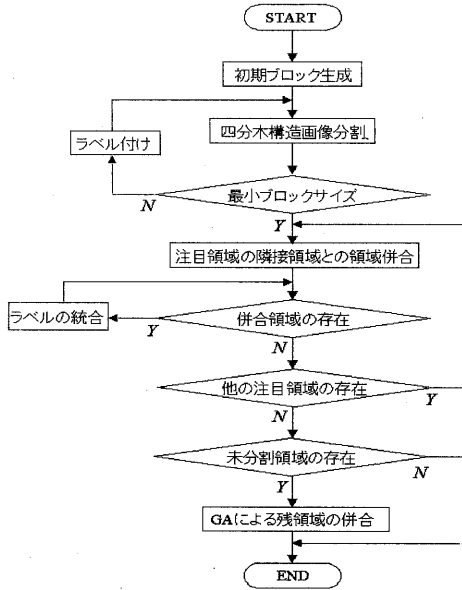 START
初期ブロック生成
四分木構造画像分割
ラベル付け
最小ブロックサイズ
N
Y
注目領域の隣接領域との領域併合
ラベルの統合
併合領域の存在
Y
N
他の注目領域の存在
Y
N
未分割領域の存在
N
Y
GAによる残領域の併合
END